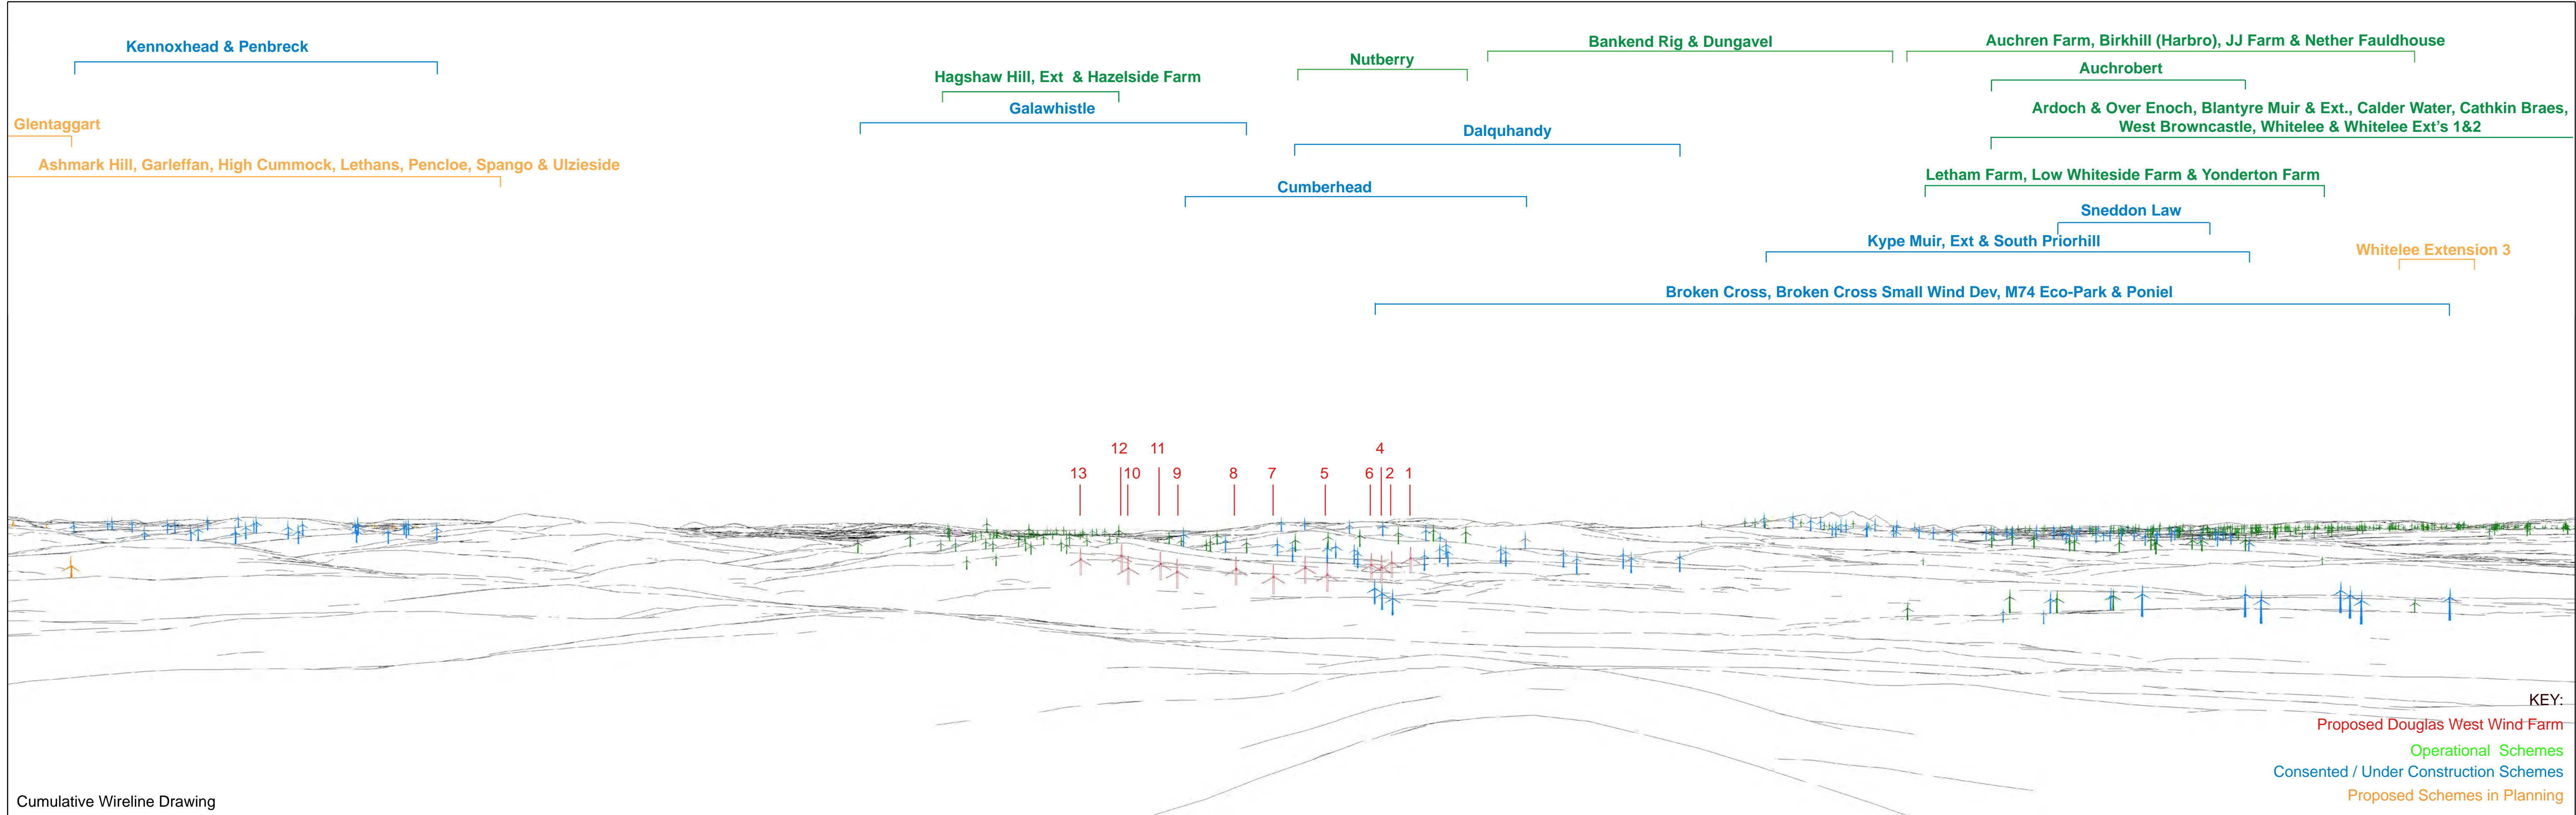 Kennoxhead & Penbreck
Glentaggart
Ashmark Hill, Garleffan, High Cummock, Lethans, Pencloe, Spango & Ulzieside
Hagshaw Hill, Ext & Hazelside Farm
Galawhistle
Nutberry
Dalquhandy
Cumberhead
Bankend Rig & Dungavel
Auchren Farm, Birkhill (Harbro), JJ Farm & Nether Fauldhouse
Auchrobert
Ardoch & Over Enoch, Blantyre Muir & Ext., Calder Water, Cathkin Braes,
West Browncastle, Whitelee & Whitelee Ext’s 1&2
Letham Farm, Low Whiteside Farm & Yonderton Farm
Sneddon Law
Kype Muir, Ext & South Priorhill
Whitelee Extension 3
Broken Cross, Broken Cross Small Wind Dev, M74 Eco-Park & Poniel
12 11 4
13 10 9 8 7 5 6 2 1
KEY:
Proposed Douglas West Wind Farm
Operational Schemes
Consented / Under Construction Schemes
Proposed Schemes in Planning
Cumulative Wireline Drawing